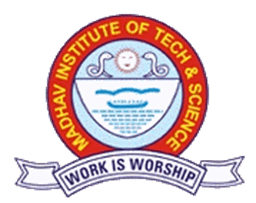 MADHAV INSTITUTE OF TECH & SCIENCE
WORK IS WORSHIP